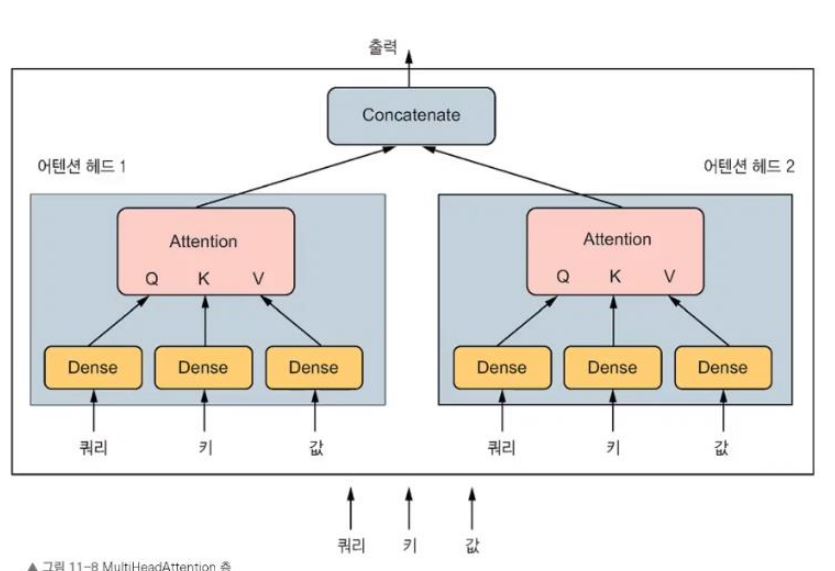 출력
Concatenate
어텐션 헤드 1
어텐션 헤드 2
Attention
Q K V
Attention
Q K V
Dense Dense Dense
Dense Dense Dense
쿼리 키 값
쿼리 키 값
쿼리 키 값
▲ 그림 11-8 MultiHeadAttention 층